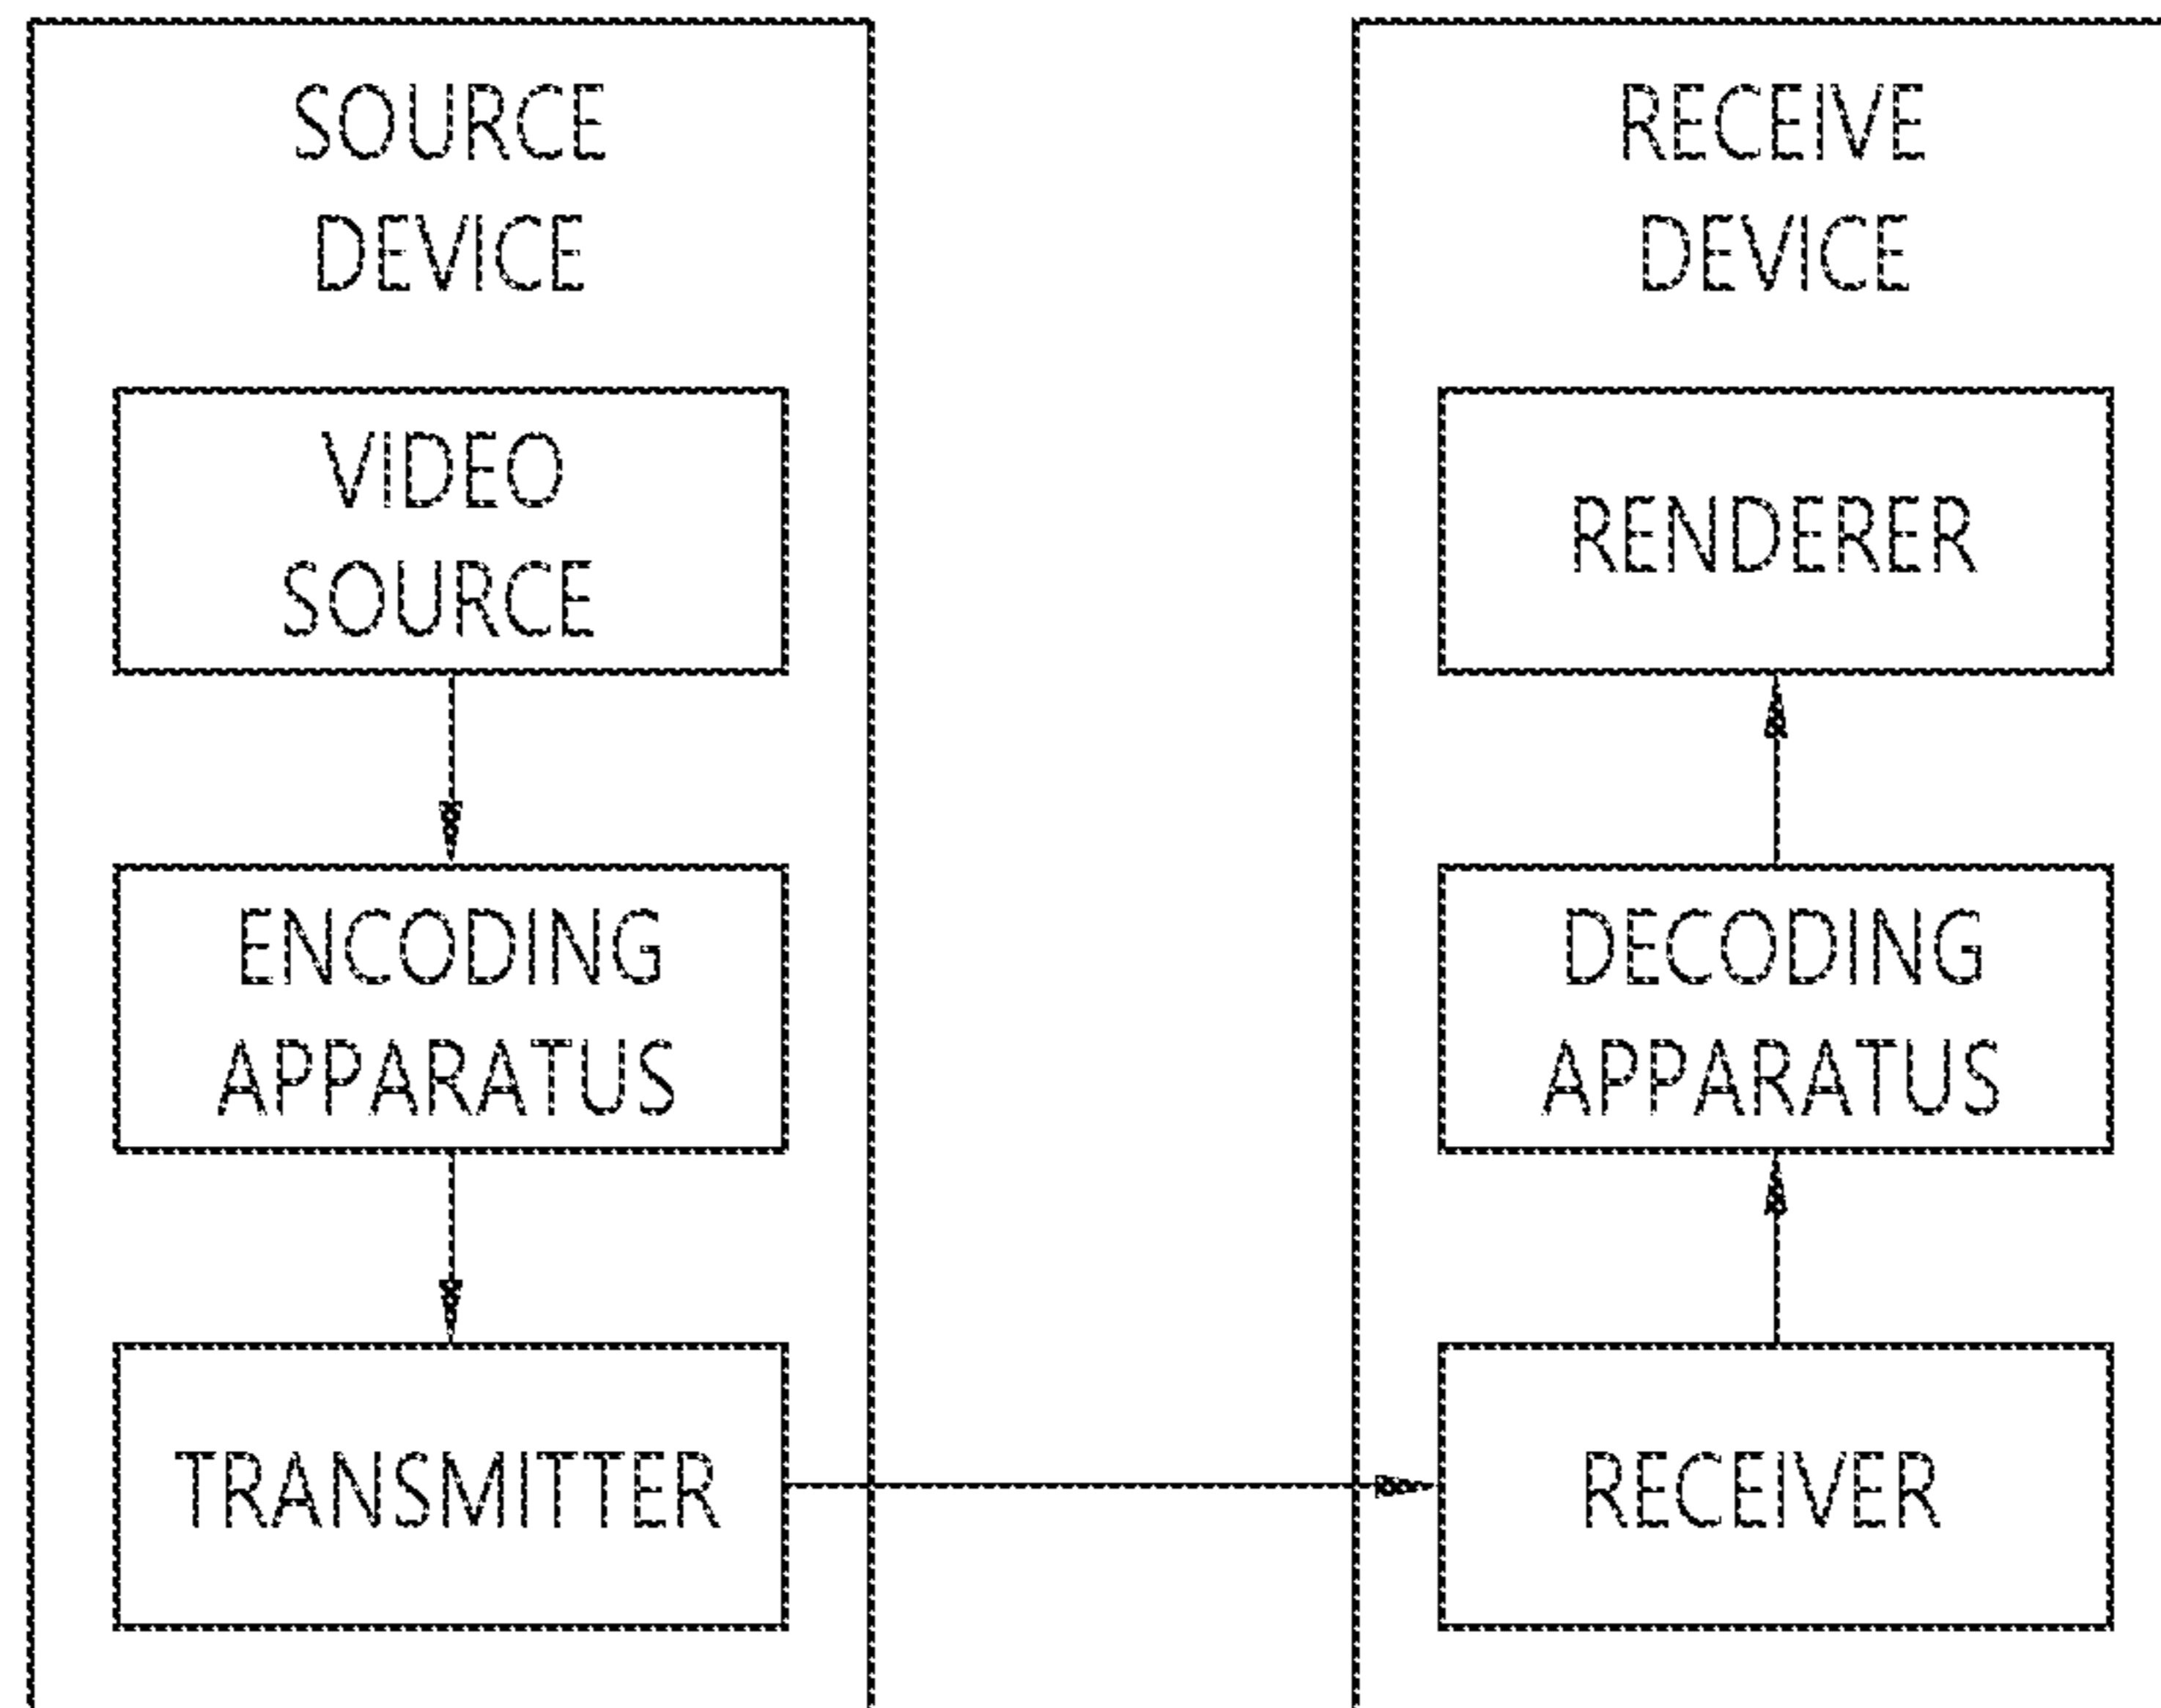 SOURCE
DEVICE
VIDEO
SOURCE
ENCODING
APPARATUS
TRANSMITTER
RECEIVE
DEVICE
RENDERER
DECODING
APPARATUS
RECEIVER